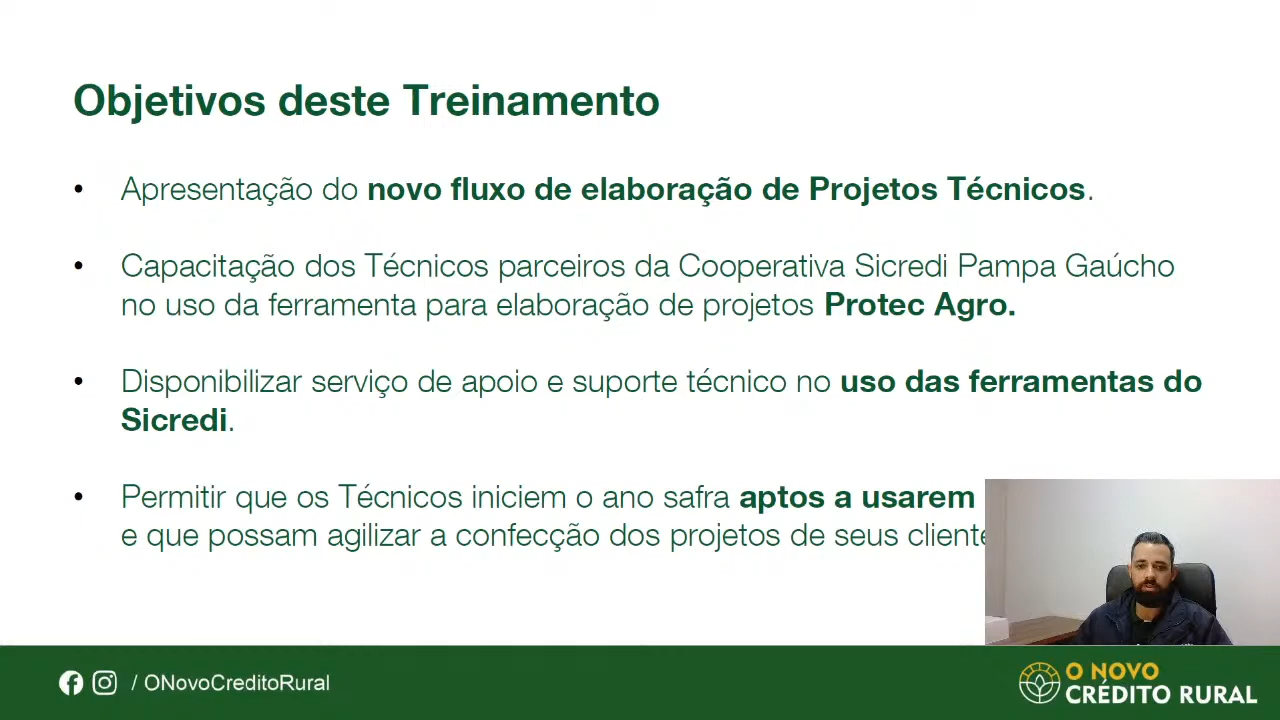 Objetivos deste Treinamento
• Apresentação do novo fluxo de elaboração de Projetos Técnicos.
• Capacitação dos Técnicos parceiros da Cooperativa Sicredi Pampa Gaúcho
no uso da ferramenta para elaboração de projetos Protec Agro.
• Disponibilizar serviço de apoio e suporte técnico no uso das ferramentas do
Sicredi.
• Permitir que os Técnicos iniciem o ano safra aptos a usarem
e que possam agilizar a confecção dos projetos de seus
/ ONovoCreditoRural
O NOVO
CRÉDITO RURAL